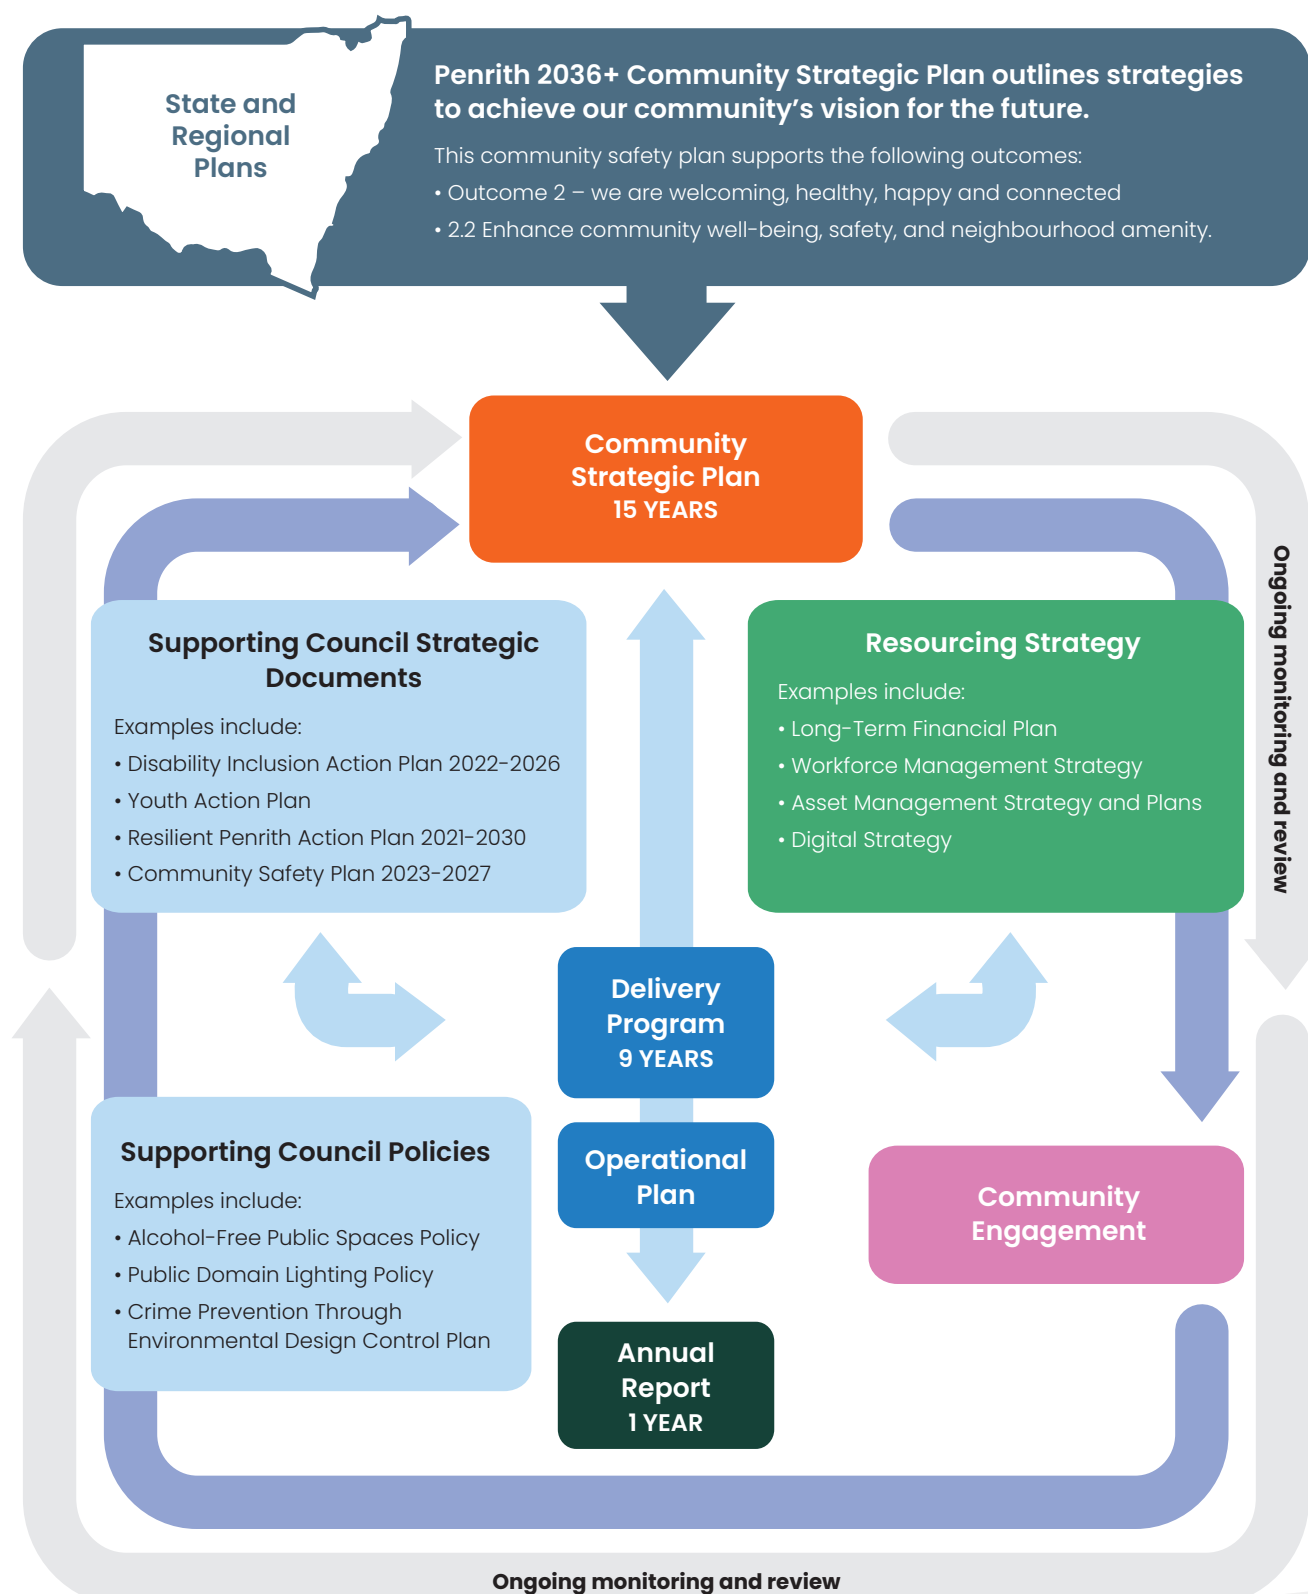 State and
Regional
Plans
Penrith 2036+ Community Strategic Plan outlines strategies
to achieve our community’s vision for the future.
This community safety plan supports the following outcomes:
• Outcome 2 – we are welcoming, healthy, happy and connected
• 2.2 Enhance community well-being, safety, and neighbourhood amenity.
Community
Strategic Plan
15 YEARS
Supporting Council Strategic
Documents
Examples include:
• Disability Inclusion Action Plan 2022-2026
• Youth Action Plan
• Resilient Penrith Action Plan 2021-2030
• Community Safety Plan 2023-2027
Resourcing Strategy
Examples include:
• Long-Term Financial Plan
• Workforce Management Strategy
• Asset Management Strategy and Plans
• Digital Strategy
Ongoing monitoring and review
Delivery
Program
9 YEARS
Operational
Plan
Supporting Council Policies
Examples include:
• Alcohol-Free Public Spaces Policy
• Public Domain Lighting Policy
• Crime Prevention Through
Environmental Design Control Plan
Community
Engagement
Annual
Report
1 YEAR
Ongoing monitoring and review